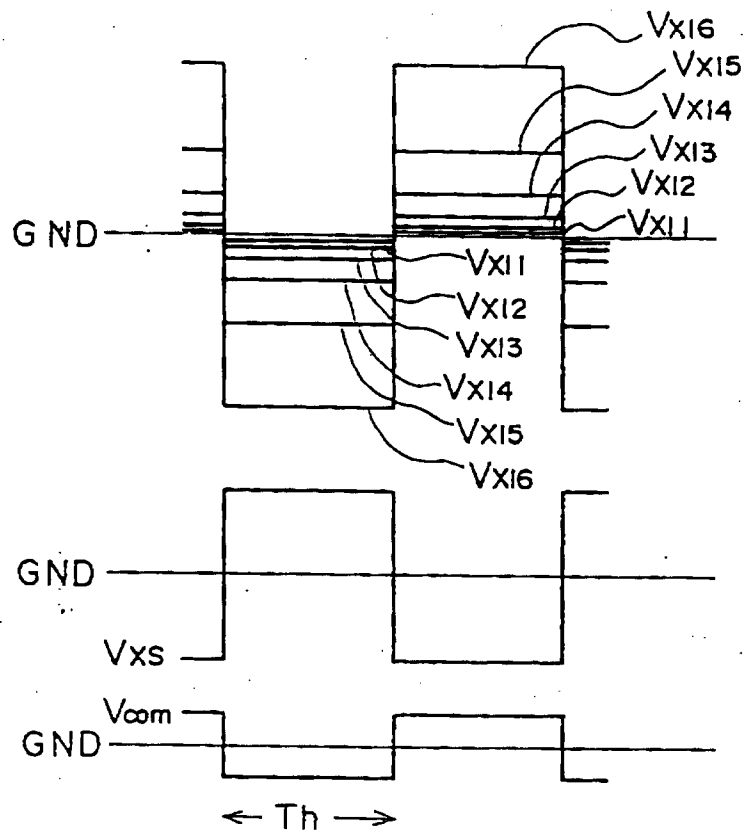 VX16
VX15
VX14
VX13
VX12
VX11
GND
VX11
VX12
VX13
VX14
VX15
VX16
GND
VXS
Vcom
GND
← Th →